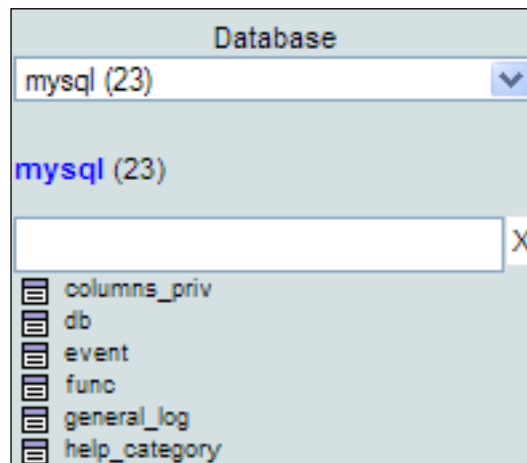 Database
mysql (23)
mysql (23)
X
columns_priv
db
event
func
general_log
help_category